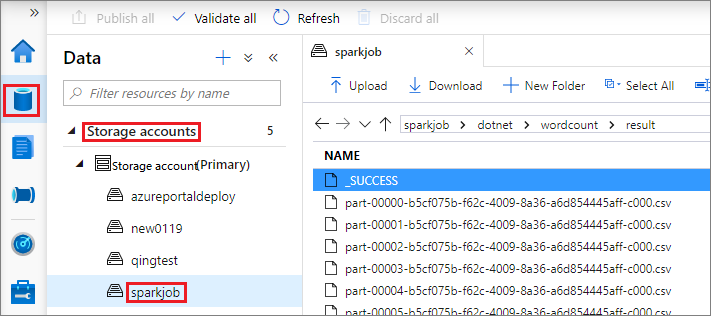 Publish all Validate all Refresh Discard all
Data
Filter resources by name
Storage accounts 5
Storage account(Primary)
azureportaldeploy
new0119
qingtest
sparkjob
sparkjob
Upload Download New Folder Select All
sparkjob dotnet wordcount result
NAME
_SUCCESS
part-00000-b5cf075b-f62c-4009-8a36-a6d854445aff-c000.csv
part-00001-b5cf075b-f62c-4009-8a36-a6d854445aff-c000.csv
part-00002-b5cf075b-f62c-4009-8a36-a6d854445aff-c000.csv
part-00003-b5cf075b-f62c-4009-8a36-a6d854445aff-c000.csv
part-00004-b5cf075b-f62c-4009-8a36-a6d854445aff-c000.csv
part-00005-b5cf075b-f62c-4009-8a36-a6d854445aff-c000.csv